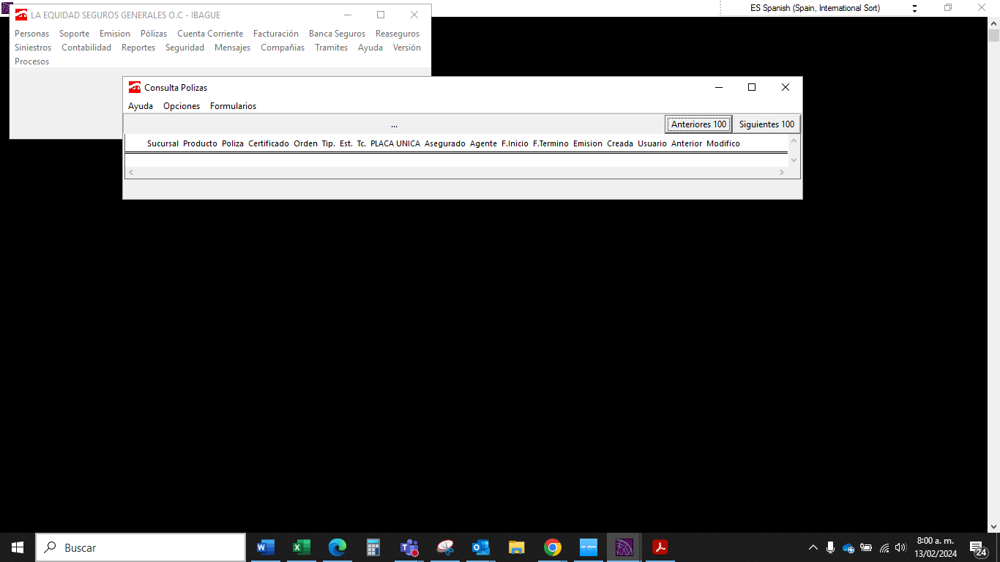 LA EQUIDAD SEGUROS GENERALES O.C - IBAGUE
ES Spanish (Spain, International Sort)
Personas Soporte Emision Pólizas Cuenta Corriente Facturación Banca Seguros Reaseguros
Siniestros Contabilidad Reportes Seguridad Mensajes Compañias Tramites Ayuda Versión
Procesos
Consulta Polizas
Ayuda Opciones Formularios
... Anteriores 100 Siguientes 100
Sucursal Producto Poliza Certificado Orden Tip. Est. Tc. PLACA UNICA Asegurado Agente F.Inicio F.Termino Emision Creada Usuario Anterior Modifico
Buscar
8:00 a. m.
13/02/2024
24